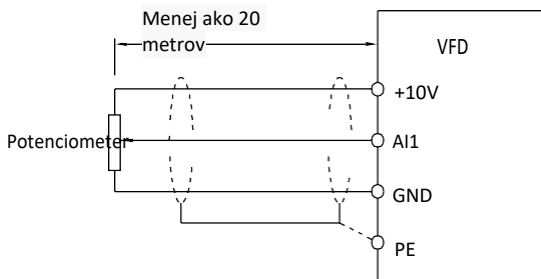 Menej ako 20
metrov
VFD
+10V
Potenciometer
AI1
GND
PE